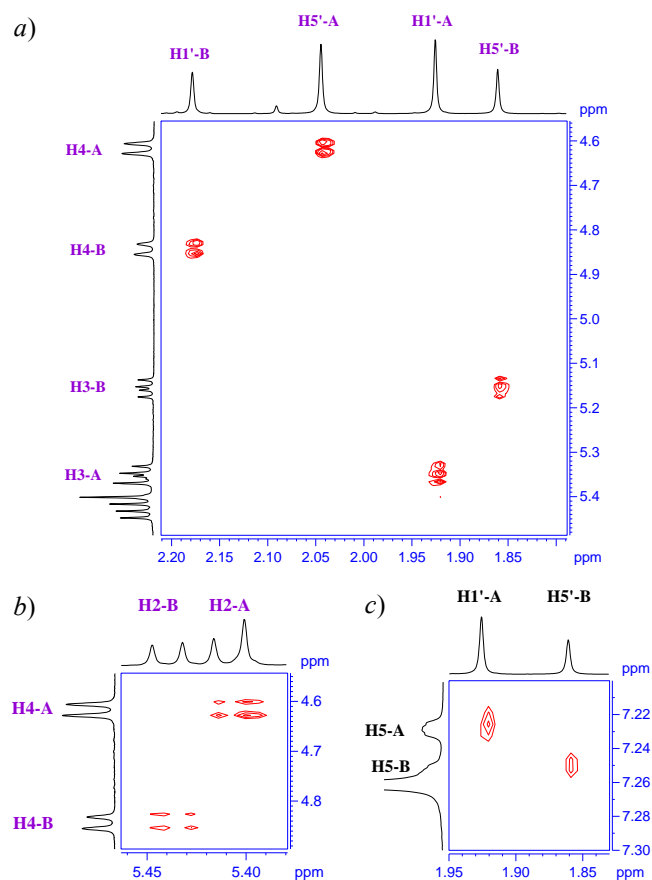 a)
H5'-A
H1'-A
H1'-B
H5'-B
ppm
H4-A
4.6
4.7
H4-B
4.8
4.9
5.0
H3-B
5.1
5.2
H3-A
5.3
5.4
2.20 2.15 2.10 2.05 2.00 1.95 1.90 1.85 ppm
b)
H2-B H2-A
ppm
H4-A
4.6
4.7
H4-B
4.8
5.45 5.40 ppm
c)
H1'-A H5'-B
ppm
7.20
H5-A
7.22
7.24
H5-B
7.26
7.28
7.30
1.95 1.90 1.85 ppm